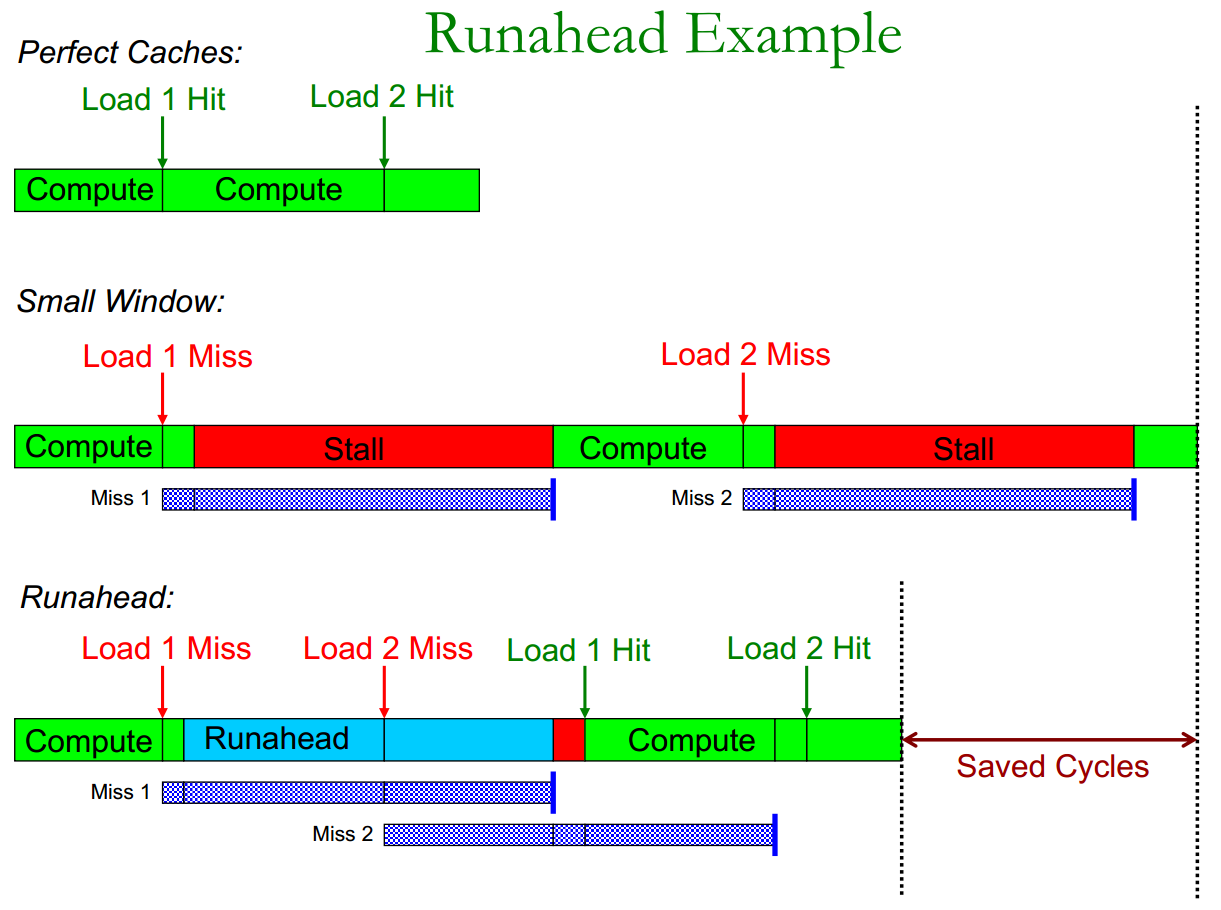 Runahead Example
Perfect Caches:
Load 1 Hit
Load 2 Hit
Compute
Compute
Small Window:
Load 1 Miss
Load 2 Miss
Compute
Stall
Compute
Stall
Miss 1
Miss 2
Runahead:
Load 1 Miss
Load 2 Miss
Load 1 Hit
Load 2 Hit
Compute
Runahead
Compute
Saved Cycles
Miss 1
Miss 2